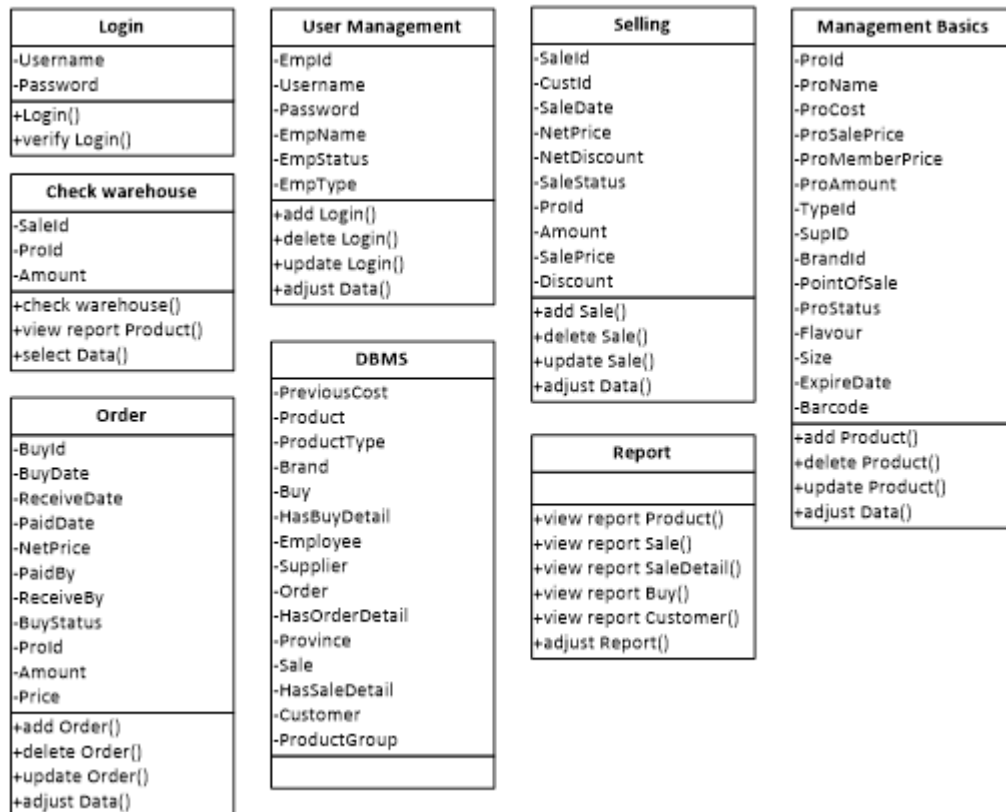 Login
-Username
-Password
+Login()
+verify Login()
Check warehouse
-SaleId
-ProId
-Amount
+check warehouse()
+view report Product()
+select Data()
Order
-BuyId
-BuyDate
-ReceiveDate
-PaidDate
-NetPrice
-PaidBy
-ReceiveBy
-BuyStatus
-ProId
-Amount
-Price
+add Order()
+delete Order()
+update Order()
+adjust Data()
User Management
-EmpId
-Username
-Password
-EmpName
-EmpStatus
-EmpType
+add Login()
+delete Login()
+update Login()
+adjust Data()
DBMS
-PreviousCost
-Product
-ProductType
-Brand
-Buy
-HasBuyDetail
-Employee
-Supplier
-Order
-HasOrderDetail
-Province
-Sale
-HasSaleDetail
-Customer
-ProductGroup
Selling
-SaleId
-CustId
-SaleDate
-NetPrice
-NetDiscount
-SaleStatus
-ProId
-Amount
-SalePrice
-Discount
+add Sale()
+delete Sale()
+update Sale()
+adjust Data()
Report
+view report Product()
+view report Sale()
+view report SaleDetail()
+view report Buy()
+view report Customer()
+adjust Report()
Management Basics
-ProId
-ProName
-ProCost
-ProSalePrice
-ProMemberPrice
-ProAmount
-TypeId
-SupID
-BrandId
-PointOfSale
-ProStatus
-Flavour
-Size
-ExpireDate
-Barcode
+add Product()
+delete Product()
+update Product()
+adjust Data()